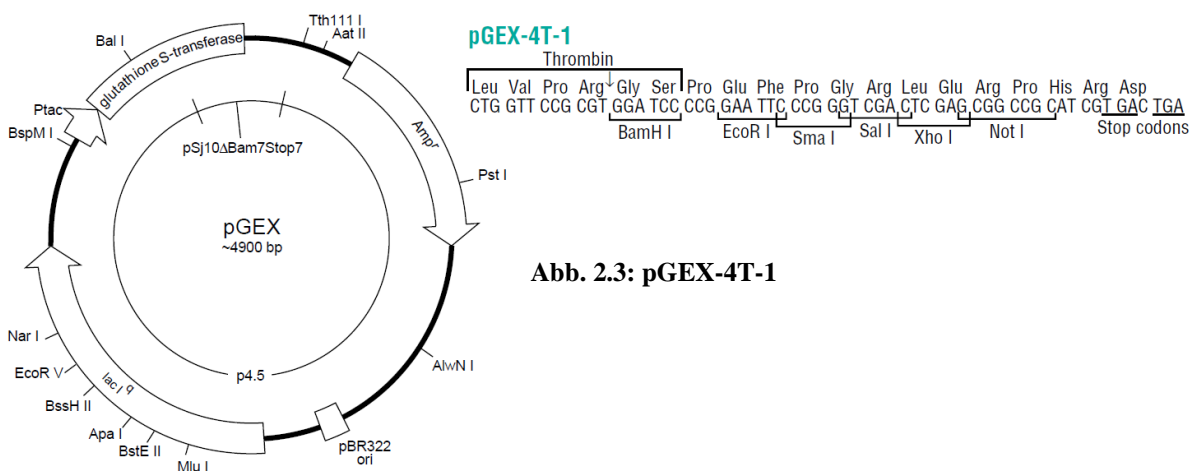 Tth111 I
Aat II
Bal I
glutathione S-transferase
Ptac
BspM I
pSj10ΔBam7Stop7
Ampr
Pst I
pGEX
~4900 bp
Nar I
EcoR V
BssH II
Apa I
BstE II
Mlu I
lac Iq
p4.5
AlwN I
pBR322
ori
pGEX-4T-1
Thrombin
Leu Val Pro Arg Gly Ser Pro Glu Phe Pro Gly Arg Leu Glu Arg Pro His Arg Asp
CTG GTT CCG CGT GGA TCC CCG GAA TTC CCG GGT CGA CTC GAG CGG CCG CAT CGT GAC TGA
BamH I EcoR I Sma I Sal I Xho I Not I Stop codons
Abb. 2.3: pGEX-4T-1